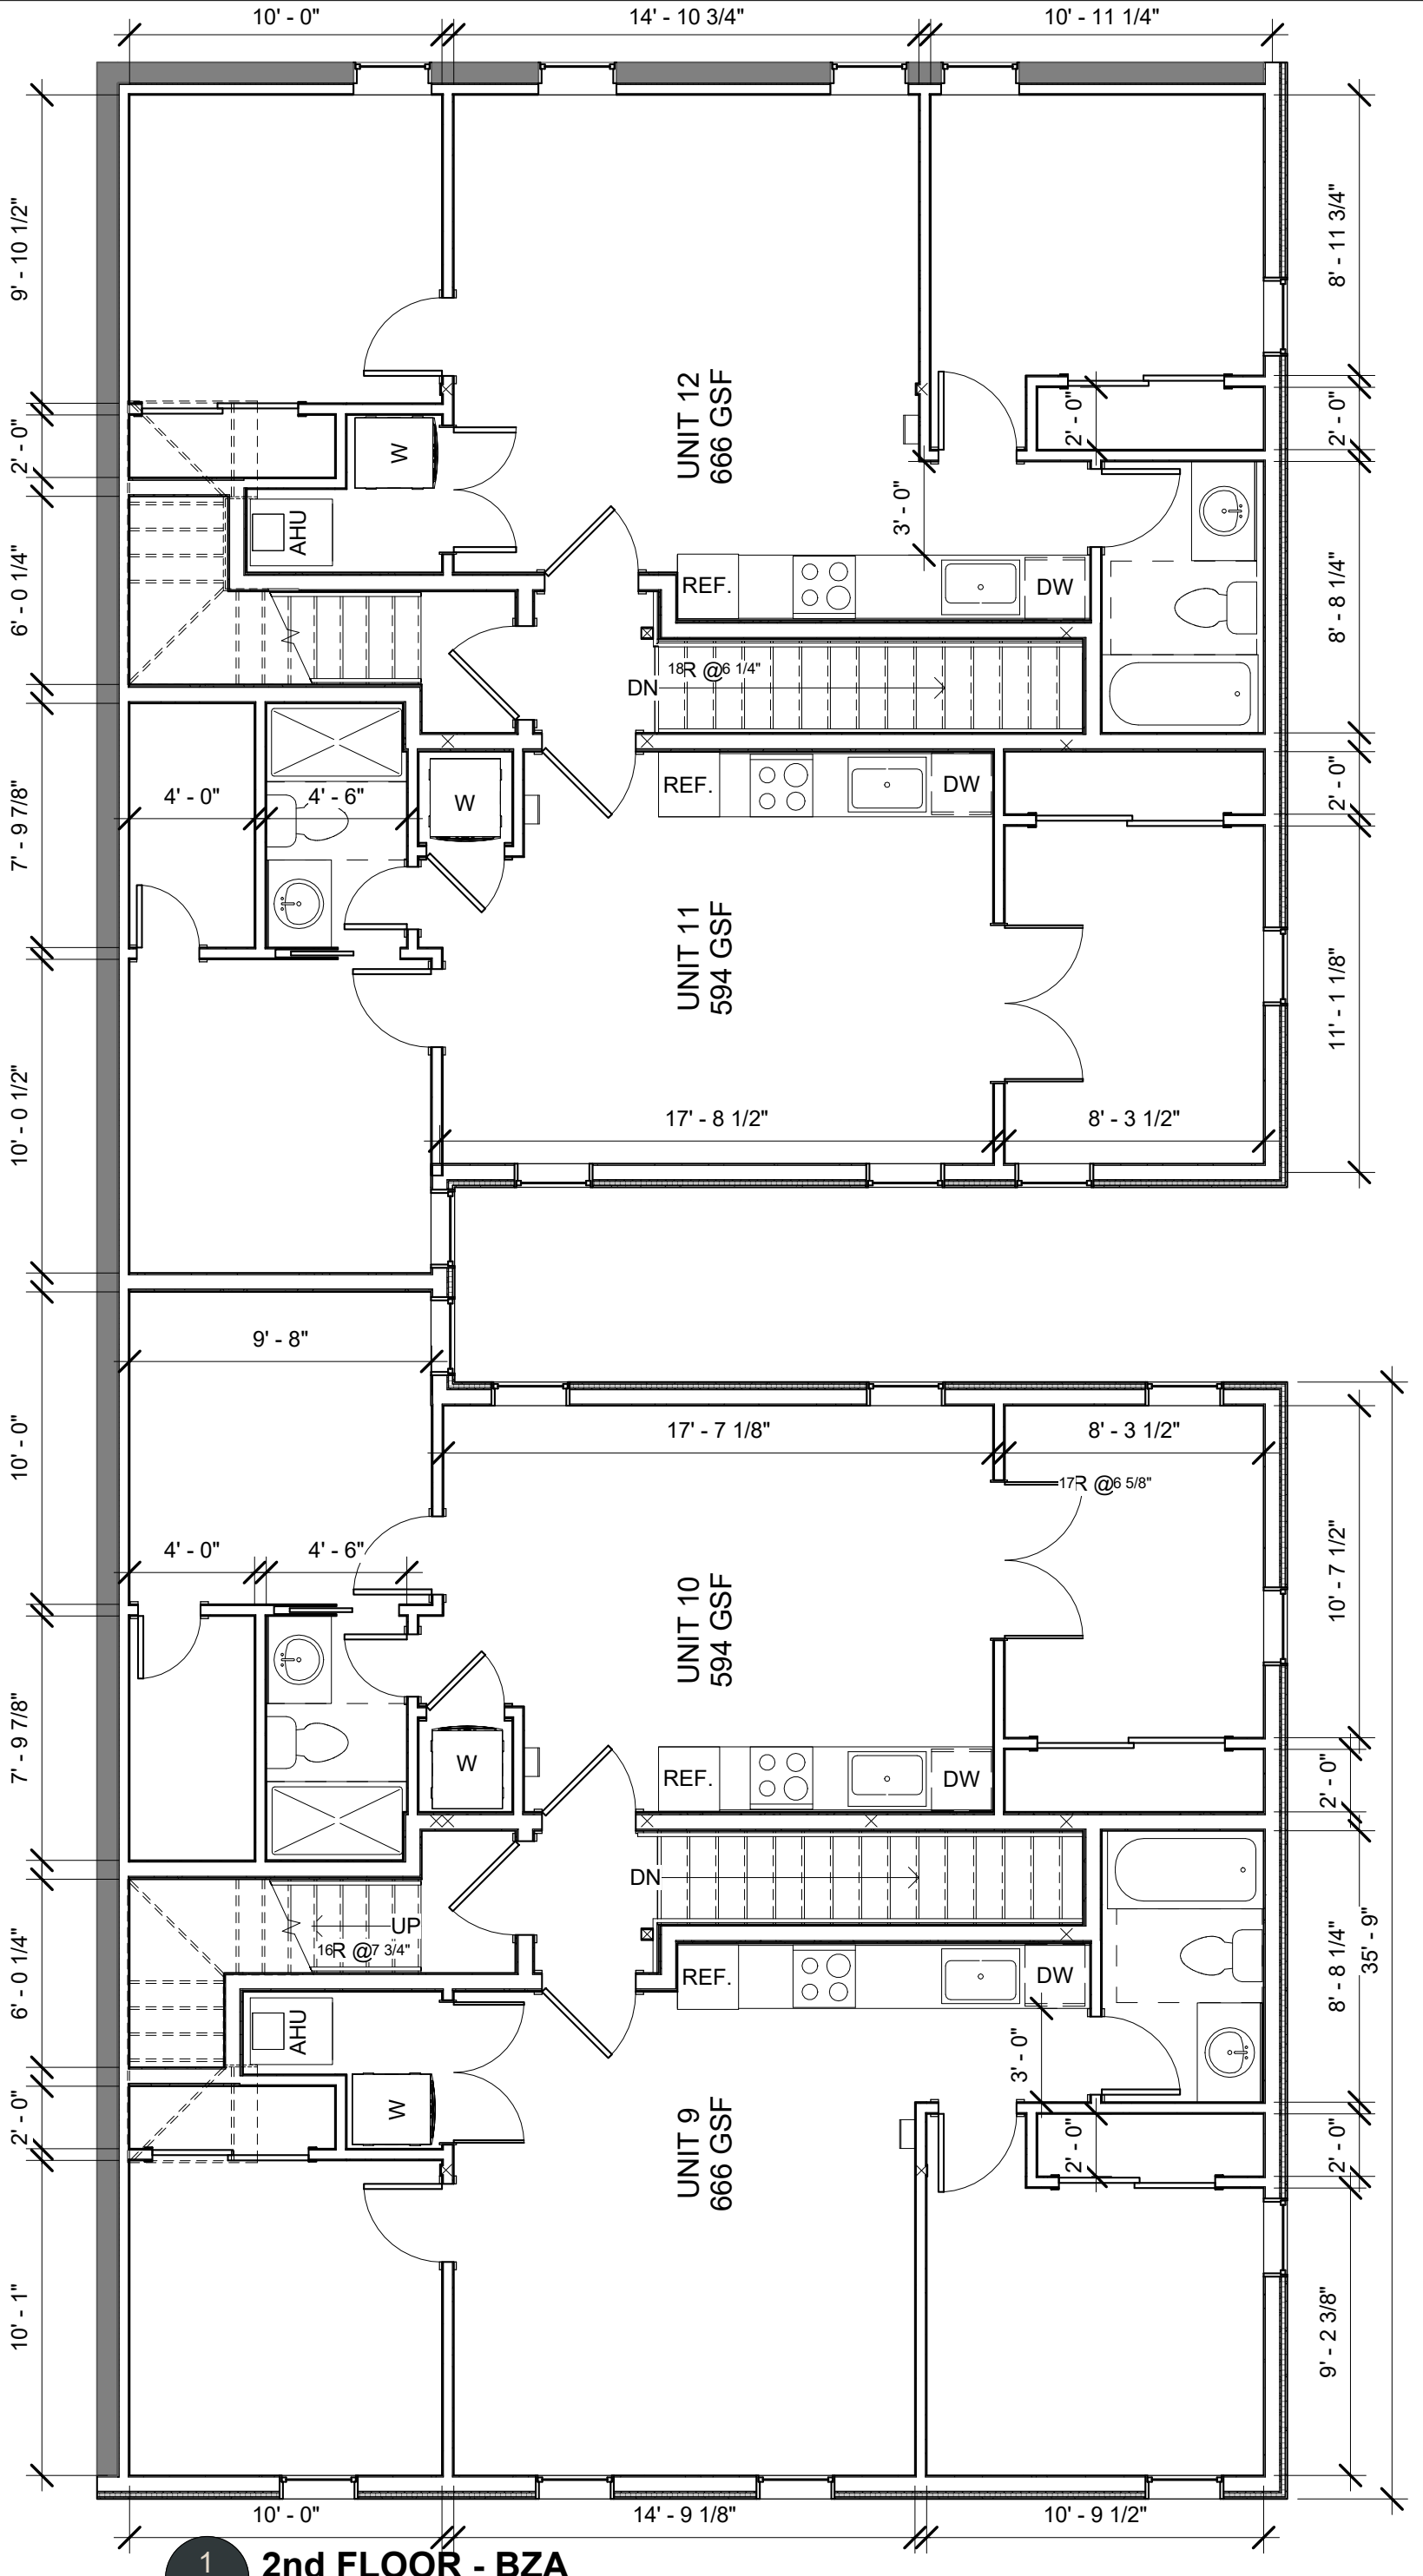 10' - 0"
14' - 10 3/4"
10' - 11 1/4"
9' - 10 1/2"
8' - 11 3/4"
UNIT 12
666 GSF
2' - 0"
2' - 0"
2' - 0"
W
3' - 0"
AHU
6' - 0 1/4"
8' - 8 1/4"
REF.
DW
18R @6 1/4"
DN
7' - 9 7/8"
4' - 0"
4' - 6"
W
REF.
DW
2' - 0"
UNIT 11
594 GSF
11' - 1 1/8"
10' - 0 1/2"
17' - 8 1/2"
8' - 3 1/2"
9' - 8"
10' - 0"
17' - 7 1/8"
8' - 3 1/2"
17R @6 5/8"
10' - 7 1/2"
4' - 0"
4' - 6"
UNIT 10
594 GSF
7' - 9 7/8"
W
REF.
DW
2' - 0"
DN
UP
16R @7 3/4"
6' - 0 1/4"
REF.
DW
8' - 8 1/4"
35' - 9"
AHU
3' - 0"
W
2' - 0"
2' - 0"
2' - 0"
UNIT 9
666 GSF
10' - 1"
9' - 2 3/8"
10' - 0"
14' - 9 1/8"
10' - 9 1/2"
1
2nd FLOOR - BZA